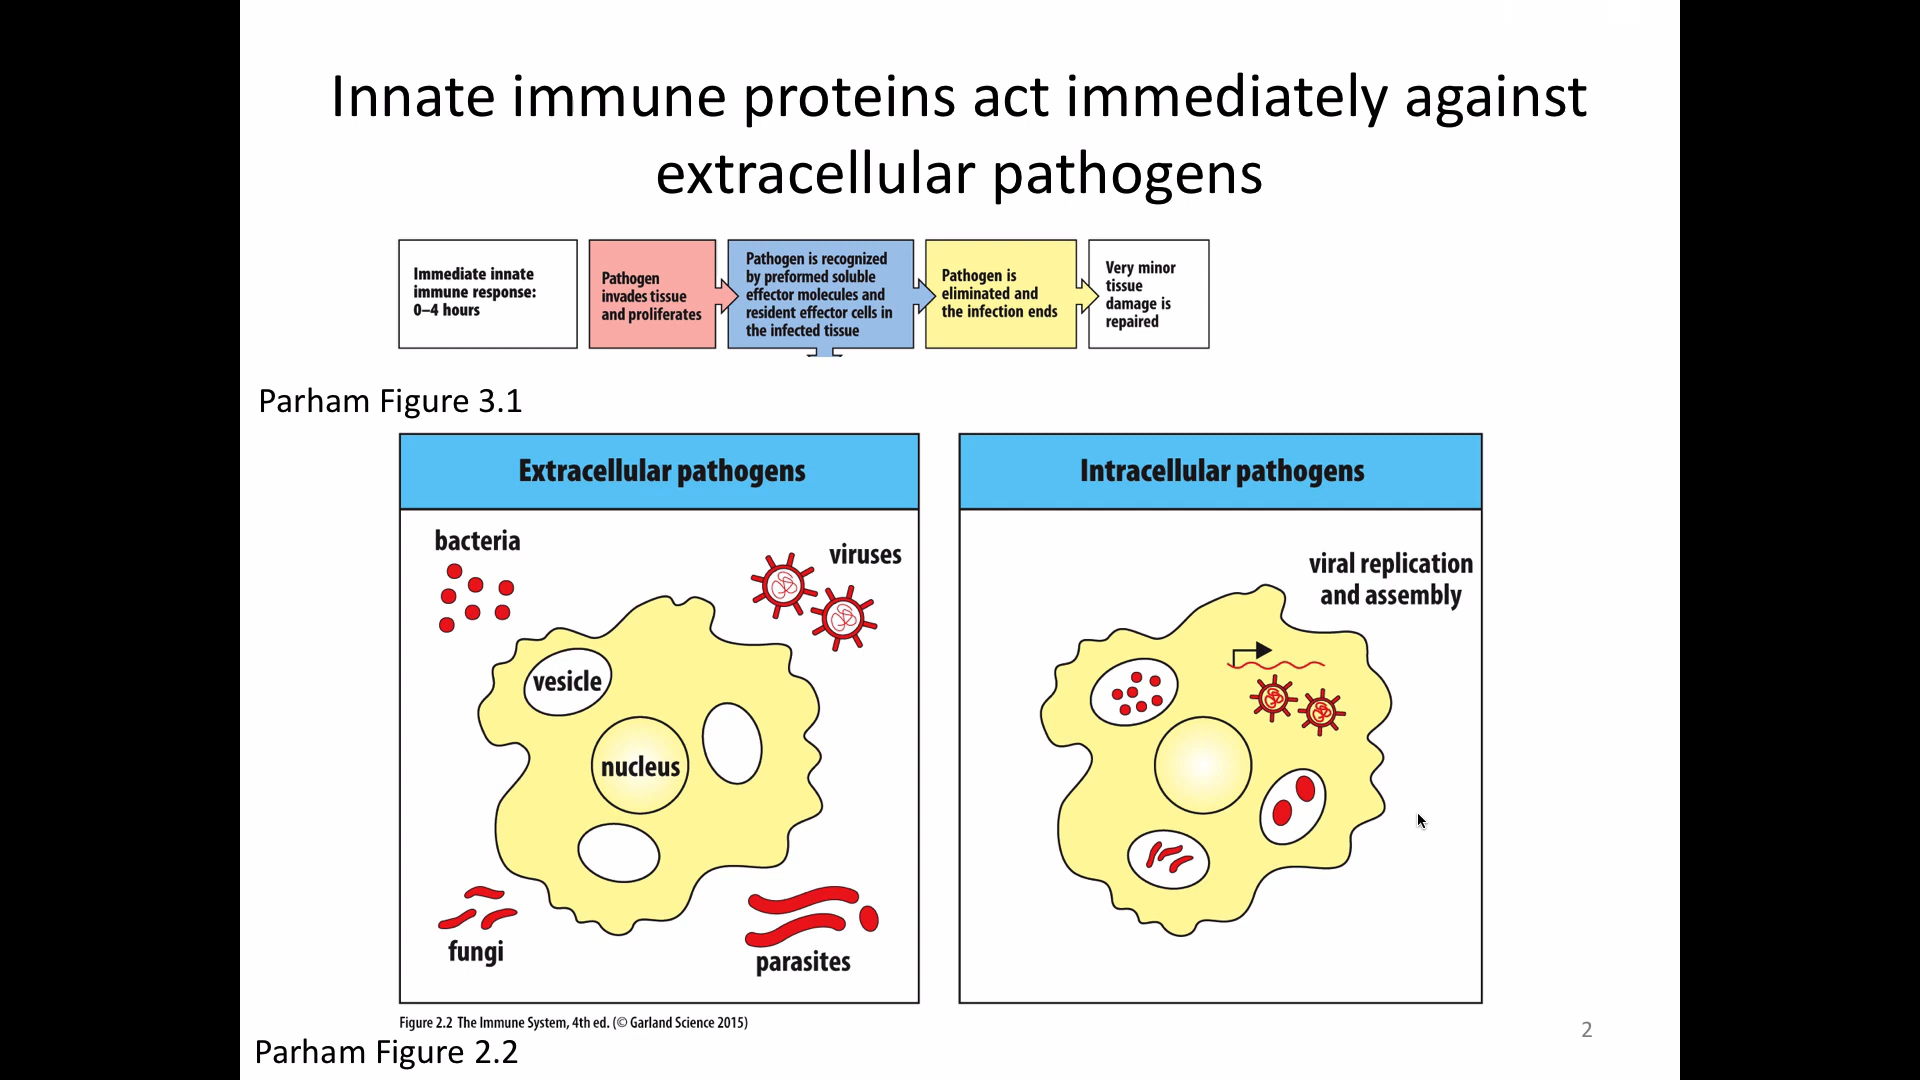 Innate immune proteins act immediately against
extracellular pathogens
Immediate innate
immune response:
0–4 hours
Pathogen
invades tissue
and proliferates
Pathogen is recognized
by preformed soluble
effector molecules and
resident effector cells in
the infected tissue
Pathogen is
eliminated and
the infection ends
Very minor
tissue
damage is
repaired
Parham Figure 3.1
Extracellular pathogens
bacteria
viruses
vesicle
nucleus
fungi
parasites
Intracellular pathogens
viral replication
and assembly
Figure 2.2 The Immune System, 4th ed. (© Garland Science 2015)
Parham Figure 2.2
2